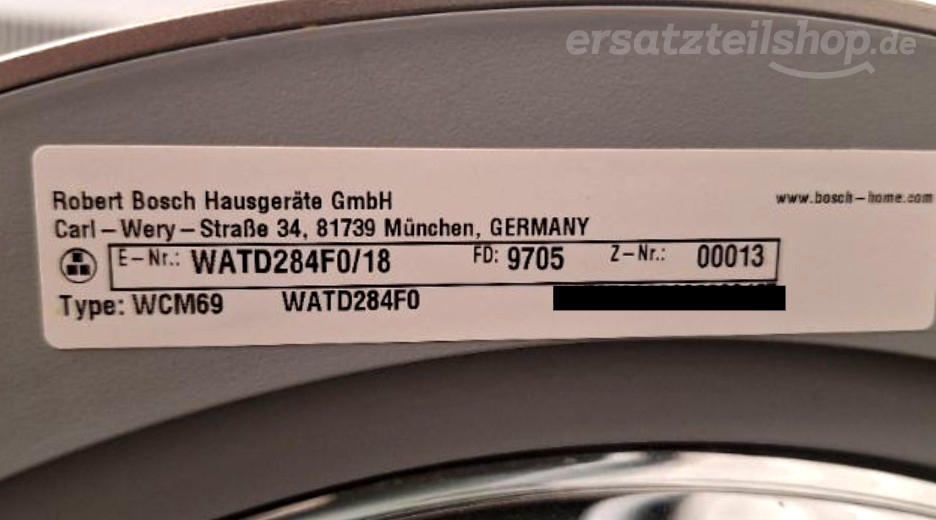 ersatzteilshop.de
Robert Bosch Hausgeräte GmbH
www.bosch-home.com
Carl-Wery-Straße 34, 81739 München, GERMANY
E-Nr.: WATD284F0/18 FD: 9705 Z-Nr.: 00013
Type: WCM69 WATD284F0